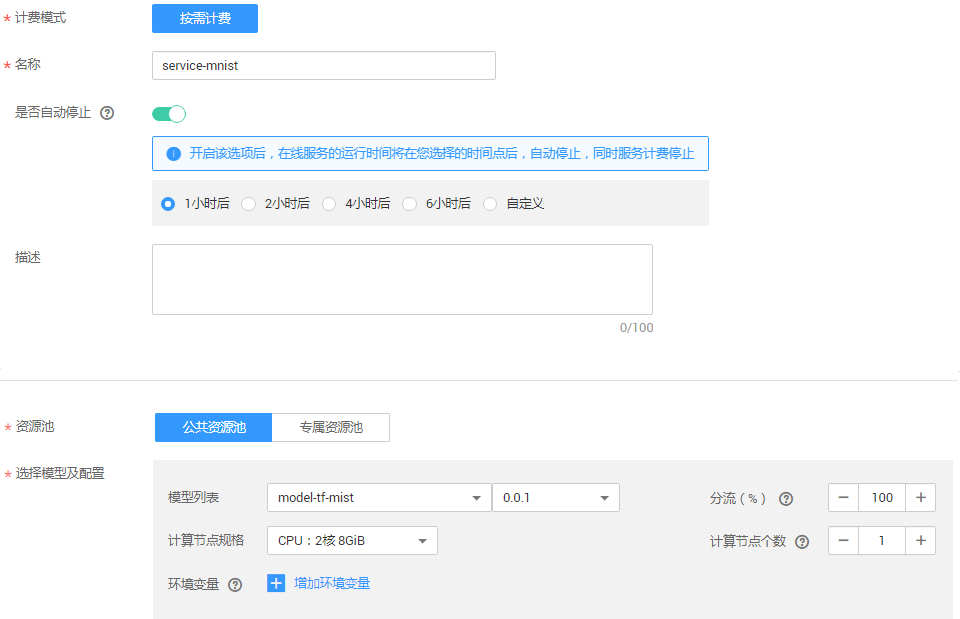 * 计费模式 按需计费
* 名称 service-mnist
是否自动停止 ?
开启该选项后，在线服务的运行时间将在您选择的时间点后，自动停止，同时服务计费停止
1小时后 2小时后 4小时后 6小时后 自定义
描述
0/100
* 资源池 公共资源池 专属资源池
* 选择模型及配置
模型列表 model-tf-mist 0.0.1 分流（%） ? − 100 +
计算节点规格 CPU：2核 8GiB 计算节点个数 ? − 1 +
环境变量 ? + 增加环境变量